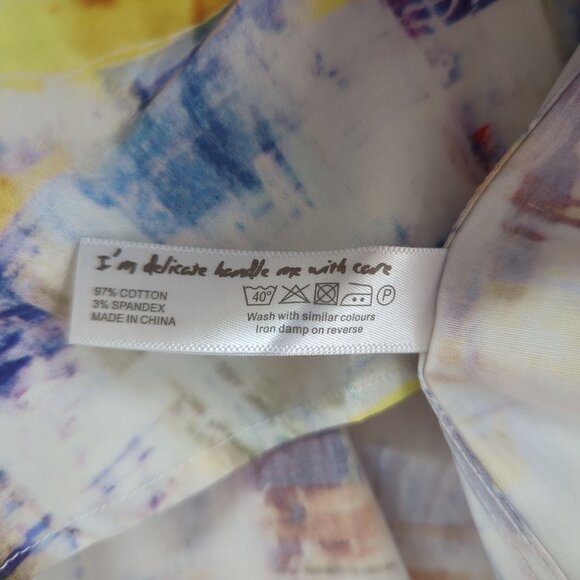 I'm delicate handle me with care
97% COTTON
3% SPANDEX
MADE IN CHINA
40°
P
Wash with similar colours
Iron damp on reverse